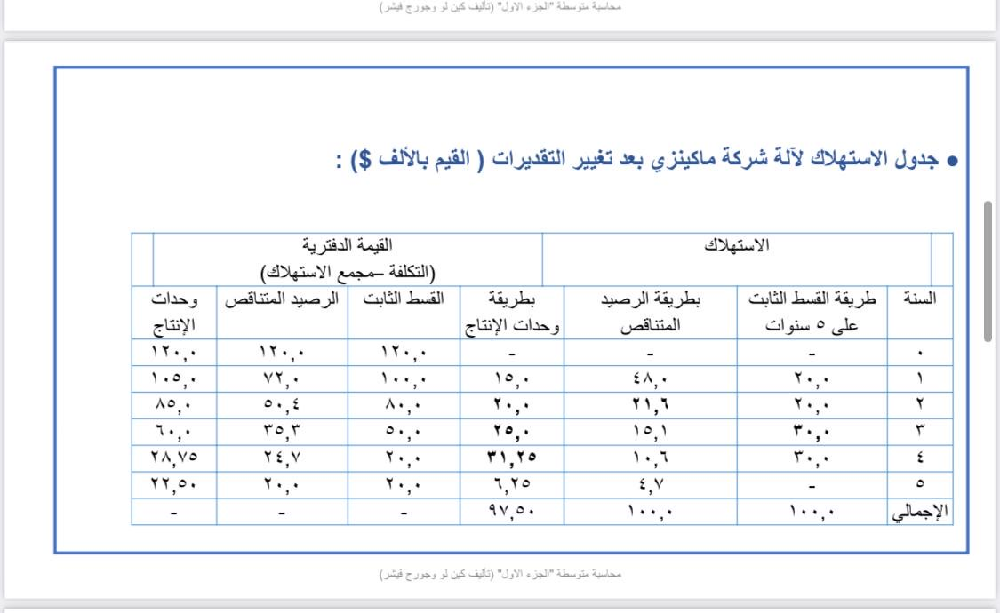 محاسبة متوسطة "الجزء الاول" (تأليف كين لو وجورج فيشر)
• جدول الاستهلاك لآلة شركة ماكينزي بعد تغيير التقديرات ( القيم بالألف $) :
الاستهلاك القيمة الدفترية
(التكلفة –مجمع الاستهلاك)
السنة طريقة القسط الثابت بطريقة الرصيد بطريقة القسط الثابت الرصيد المتناقص وحدات
على ٥ سنوات المتناقص وحدات الإنتاج الإنتاج
٠ - - - ١٢٠,٠ ١٢٠,٠ ١٢٠,٠
١ ٢٠,٠ ٤٨,٠ ١٥,٠ ١٠٠,٠ ٧٢,٠ ١٠٥,٠
٢ ٢٠,٠ ٢١,٦ ٢٠,٠ ٨٠,٠ ٥٠,٤ ٨٥,٠
٣ ٣٠,٠ ١٥,١ ٢٥,٠ ٥٠,٠ ٣٥,٣ ٦٠,٠
٤ ٣٠,٠ ١٠,٦ ٣١,٢٥ ٢٠,٠ ٢٤,٧ ٢٨,٧٥
٥ - ٤,٧ ٦,٢٥ ٢٠,٠ ٢٠,٠ ٢٢,٥٠
الإجمالي ١٠٠,٠ ١٠٠,٠ ٩٧,٥٠ - - -
محاسبة متوسطة "الجزء الاول" (تأليف كين لو وجورج فيشر)